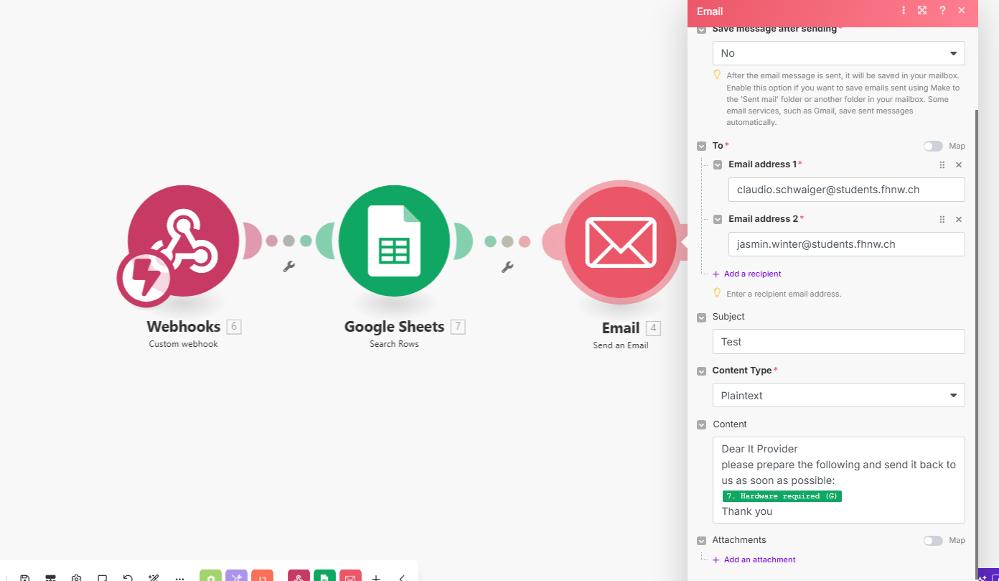 Webhooks 6
Custom webhook
Google Sheets 7
Search Rows
Email 4
Send an Email
Email
Save message after sending*
No
After the email message is sent, it will be saved in your mailbox.
Enable this option if you want to save emails sent using Make to
the 'Sent mail' folder or another folder in your mailbox. Some
email services, such as Gmail, save sent messages
automatically.
To* Map
Email address 1*
claudio.schwaiger@students.fhnw.ch
Email address 2*
jasmin.winter@students.fhnw.ch
+ Add a recipient
Enter a recipient email address.
Subject
Test
Content Type*
Plaintext
Content
Dear It Provider
please prepare the following and send it back to
us as soon as possible:
7. Hardware required (G)
Thank you
Attachments Map
+ Add an attachment